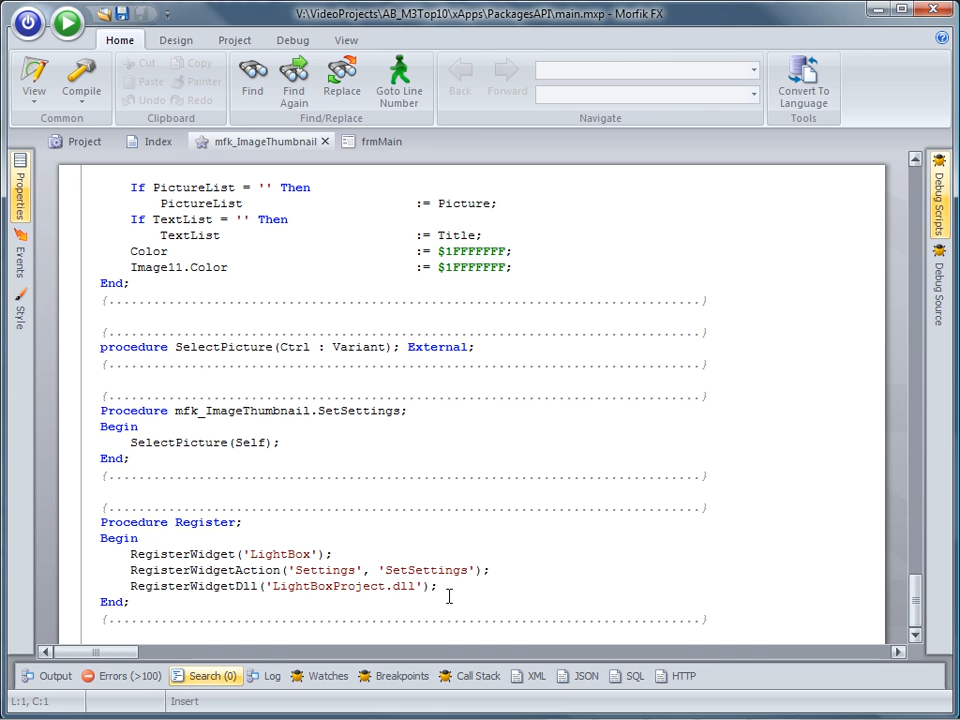 V:\VideoProjects\AB_M3Top10\xApps\PackagesAPI\main.mxp - Morfik FX
Home Design Project Debug View
View
Compile
Common
Cut Copy
Paste Painter
Undo Redo
Clipboard
Find
Find Again
Replace
Goto Line Number
Find/Replace
Back
Forward
Navigate
Convert To Language
Tools
Project Index mfk_ImageThumbnail frmMain
Properties
Events
Style
Debug Scripts
Debug Source
If PictureList = '' Then
PictureList := Picture;
If TextList = '' Then
TextList := Title;
Color := $1FFFFFFF;
Image11.Color := $1FFFFFFF;
End;
{...............................................................................}
{...............................................................................}
procedure SelectPicture(Ctrl : Variant); External;
{...............................................................................}
{...............................................................................}
Procedure mfk_ImageThumbnail.SetSettings;
Begin
SelectPicture(Self);
End;
{...............................................................................}
{...............................................................................}
Procedure Register;
Begin
RegisterWidget('LightBox');
RegisterWidgetAction('Settings', 'SetSettings');
RegisterWidgetDll('LightBoxProject.dll');
End;
{...............................................................................}
Output Errors (>100) Search (0) Log Watches Breakpoints Call Stack XML JSON SQL HTTP
L:1, C:1 Insert